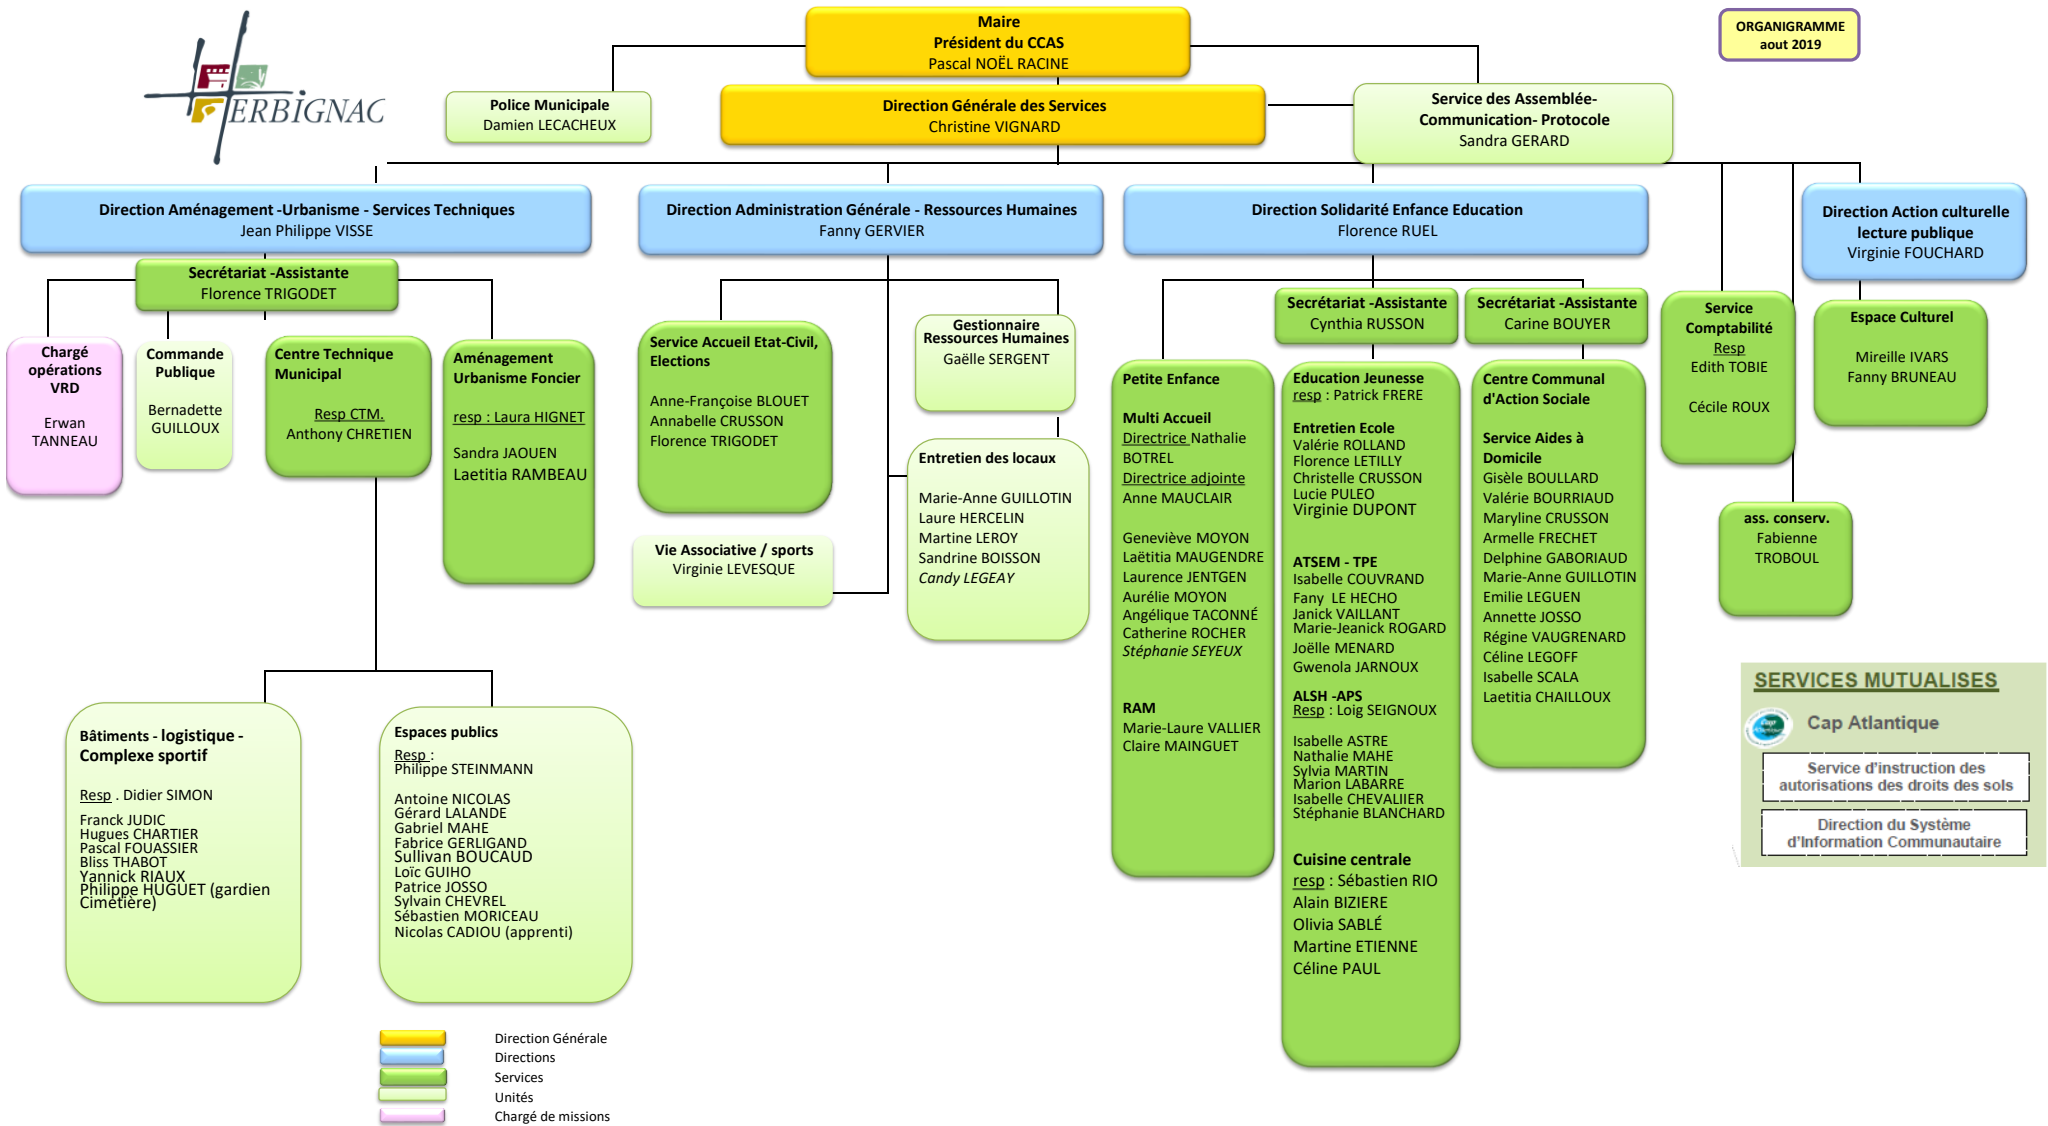 Maire
Président du CCAS
Pascal NOËL RACINE
ORGANIGRAMME
aout 2019
HERBIGNAC
Police Municipale
Damien LECACHEUX
Direction Générale des Services
Christine VIGNARD
Service des Assemblée-
Communication- Protocole
Sandra GERARD
Direction Aménagement -Urbanisme - Services Techniques
Jean Philippe VISSE
Direction Administration Générale - Ressources Humaines
Fanny GERVIER
Direction Solidarité Enfance Education
Florence RUEL
Direction Action culturelle
lecture publique
Virginie FOUCHARD
Secrétariat -Assistante
Florence TRIGODET
Chargé
opérations
VRD
Erwan
TANNEAU
Commande
Publique
Bernadette
GUILLOUX
Centre Technique
Municipal
Resp CTM.
Anthony CHRETIEN
Aménagement
Urbanisme Foncier
resp : Laura HIGNET
Sandra JAOUEN
Laetitia RAMBEAU
Service Accueil Etat-Civil,
Elections
Anne-Françoise BLOUET
Annabelle CRUSSON
Florence TRIGODET
Vie Associative / sports
Virginie LEVESQUE
Gestionnaire
Ressources Humaines
Gaëlle SERGENT
Entretien des locaux
Marie-Anne GUILLOTIN
Laure HERCELIN
Martine LEROY
Sandrine BOISSON
Candy LEGEAY
Petite Enfance
Multi Accueil
Directrice Nathalie
BOTREL
Directrice adjointe
Anne MAUCLAIR
Geneviève MOYON
Laëtitia MAUGENDRE
Laurence JENTGEN
Aurélie MOYON
Angélique TACONNÉ
Catherine ROCHER
Stéphanie SEYEUX
RAM
Marie-Laure VALLIER
Claire MAINGUET
Secrétariat -Assistante
Cynthia RUSSON
Education Jeunesse
resp : Patrick FRERE
Entretien Ecole
Valérie ROLLAND
Florence LETILLY
Christelle CRUSSON
Lucie PULEO
Virginie DUPONT
ATSEM - TPE
Isabelle COUVRAND
Fany  LE HECHO
Janick VAILLANT
Marie-Jeanick ROGARD
Joëlle MENARD
Gwenola JARNOUX
ALSH -APS
Resp : Loig SEIGNOUX
Isabelle ASTRE
Nathalie MAHE
Sylvia MARTIN
Marion LABARRE
Isabelle CHEVALIIER
Stéphanie BLANCHARD
Cuisine centrale
resp : Sébastien RIO
Alain BIZIERE
Olivia SABLÉ
Martine ETIENNE
Céline PAUL
Secrétariat -Assistante
Carine BOUYER
Centre Communal
d'Action Sociale
Service Aides à
Domicile
Gisèle BOULLARD
Valérie BOURRIAUD
Maryline CRUSSON
Armelle FRECHET
Delphine GABORIAUD
Marie-Anne GUILLOTIN
Emilie LEGUEN
Annette JOSSO
Régine VAUGRENARD
Céline LEGOFF
Isabelle SCALA
Laetitia CHAILLOUX
Service
Comptabilité
Resp
Edith TOBIE
Cécile ROUX
ass. conserv.
Fabienne
TROBOUL
Espace Culturel
Mireille IVARS
Fanny BRUNEAU
Bâtiments - logistique -
Complexe sportif
Resp . Didier SIMON
Franck JUDIC
Hugues CHARTIER
Pascal FOUASSIER
Bliss THABOT
Yannick RIAUX
Philippe HUGUET (gardien
Cimetière)
Espaces publics
Resp :
Philippe STEINMANN
Antoine NICOLAS
Gérard LALANDE
Gabriel MAHE
Fabrice GERLIGAND
Sullivan BOUCAUD
Loïc GUIHO
Patrice JOSSO
Sylvain CHEVREL
Sébastien MORICEAU
Nicolas CADIOU (apprenti)
SERVICES MUTUALISES
Cap Atlantique
Service d'instruction des
autorisations des droits des sols
Direction du Système
d'Information Communautaire
Direction Générale
Directions
Services
Unités
Chargé de missions